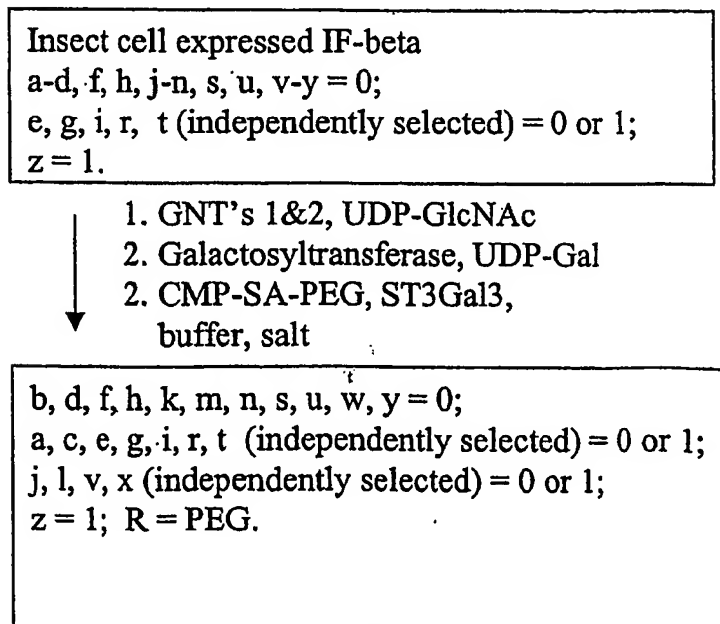 Insect cell expressed IF-beta
a-d, f, h, j-n, s, u, v-y = 0;
e, g, i, r, t (independently selected) = 0 or 1;
z = 1.
1. GNT's 1&2, UDP-GlcNAc
2. Galactosyltransferase, UDP-Gal
2. CMP-SA-PEG, ST3Gal3,
buffer, salt
b, d, f, h, k, m, n, s, u, w, y = 0;
a, c, e, g, i, r, t (independently selected) = 0 or 1;
j, l, v, x (independently selected) = 0 or 1;
z = 1; R = PEG.